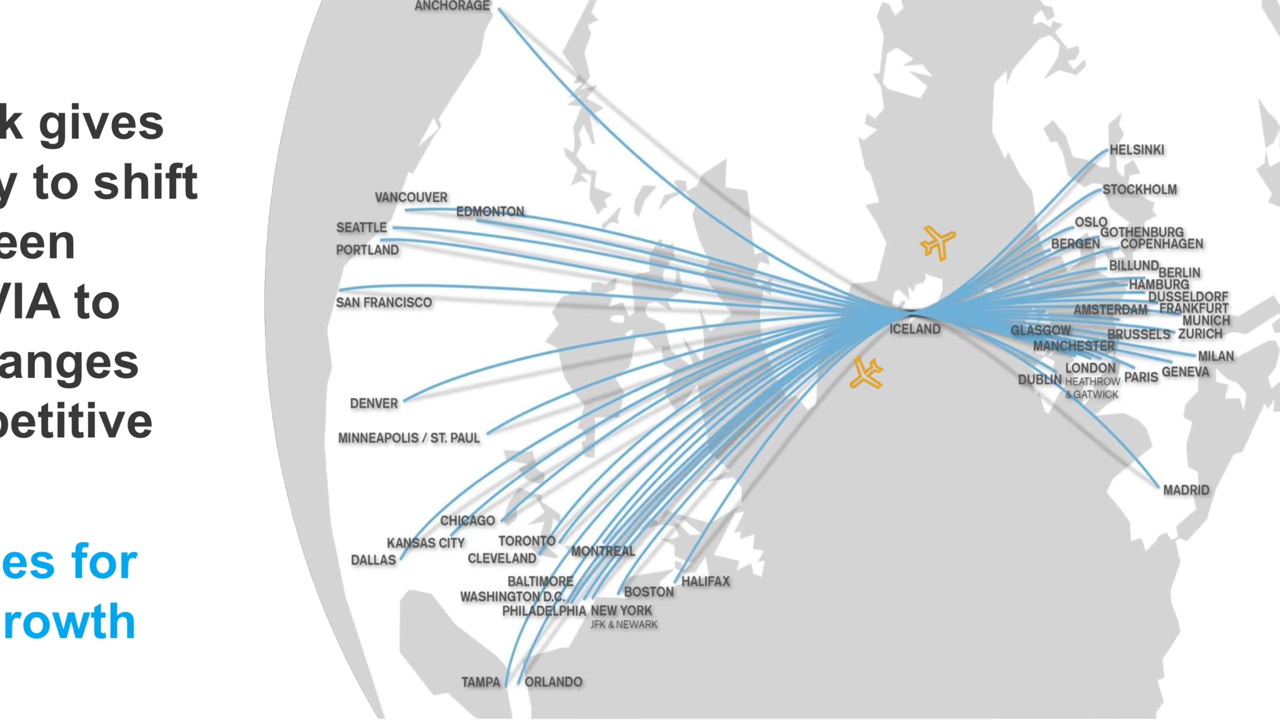 k gives
y to shift
een
VIA to
anges
petitive
es for
rowth
ANCHORAGE
VANCOUVER
EDMONTON
SEATTLE
PORTLAND
SAN FRANCISCO
DENVER
MINNEAPOLIS / ST. PAUL
CHICAGO
KANSAS CITY
DALLAS
TORONTO
CLEVELAND
MONTREAL
BALTIMORE
WASHINGTON D.C.
PHILADELPHIA
NEW YORK
JFK & NEWARK
BOSTON
HALIFAX
TAMPA
ORLANDO
ICELAND
HELSINKI
STOCKHOLM
OSLO
GOTHENBURG
BERGEN
COPENHAGEN
BILLUND
BERLIN
HAMBURG
DUSSELDORF
AMSTERDAM
FRANKFURT
MUNICH
GLASGOW
BRUSSELS
ZURICH
MANCHESTER
MILAN
LONDON
HEATHROW
& GATWICK
DUBLIN
PARIS
GENEVA
MADRID